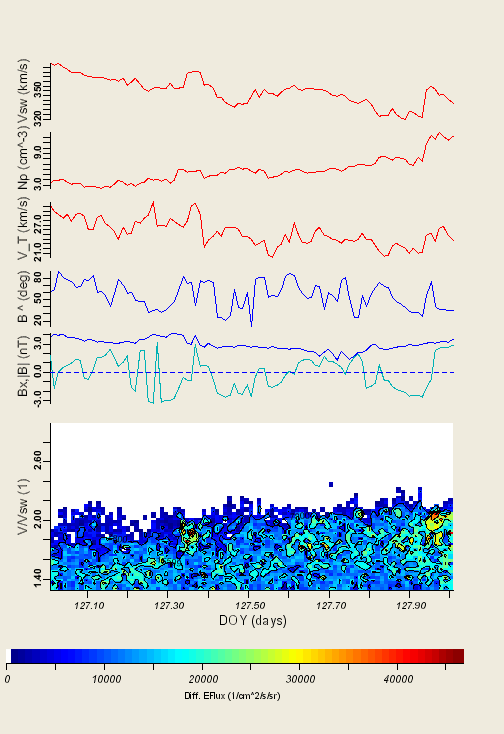 Vsw (km/s)
350
320
Np (cm^-3)
9.0
3.0
V_T (km/s)
27.0
21.0
B ^ (deg)
80
50
20
Bx,|B| (nT)
3.0
0.0
-3.0
V/Vsw (1)
2.60
2.00
1.40
127.10 127.30 127.50 127.70 127.90
DOY (days)
0 10000 20000 30000 40000
Diff. EFlux (1/cm^2/s/sr)